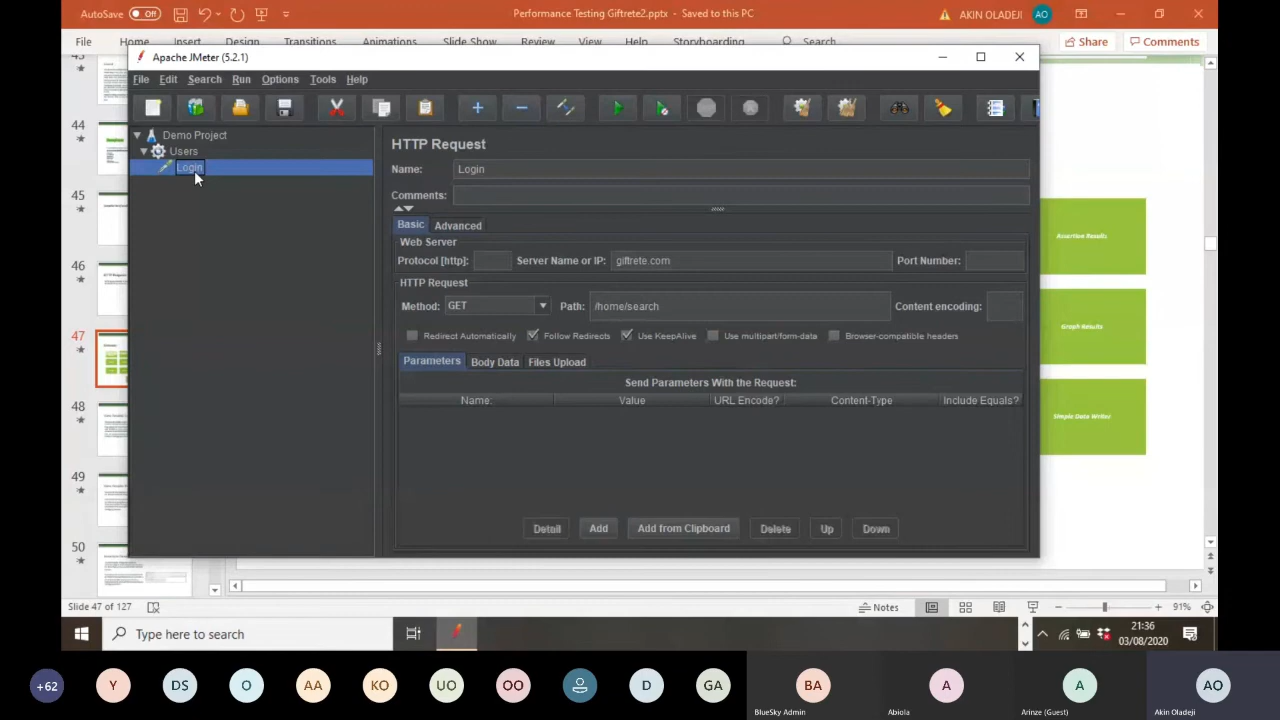 AutoSave Off Performance Testing Giftrete2.pptx - Saved to this PC AKIN OLADEJI AO
File Home Insert Design Transitions Animations Slide Show Review View Help Storyboarding Search Share Comments
Apache JMeter (5.2.1)
File Edit Search Run Options Tools Help
Demo Project
Users
Login
HTTP Request
Name: Login
Comments:
Basic Advanced
Web Server
Protocol [http]: Server Name or IP: giftrete.com Port Number:
HTTP Request
Method: GET Path: /home/search Content encoding:
Redirect Automatically Follow Redirects Use KeepAlive Use multipart/form-data Browser-compatible headers
Parameters Body Data Files Upload
Send Parameters With the Request:
Name: Value URL Encode? Content-Type Include Equals?
Detail Add Add from Clipboard Delete Up Down
44
45
46
47
48
49
50
Assertion Results
Graph Results
Simple Data Writer
Slide 47 of 127 Notes 91%
Type here to search 21:36
03/08/2020
+62 Y DS O AA KO UO OO D GA BA A A AO
BlueSky Admin Abiola Arinze (Guest) Akin Oladeji